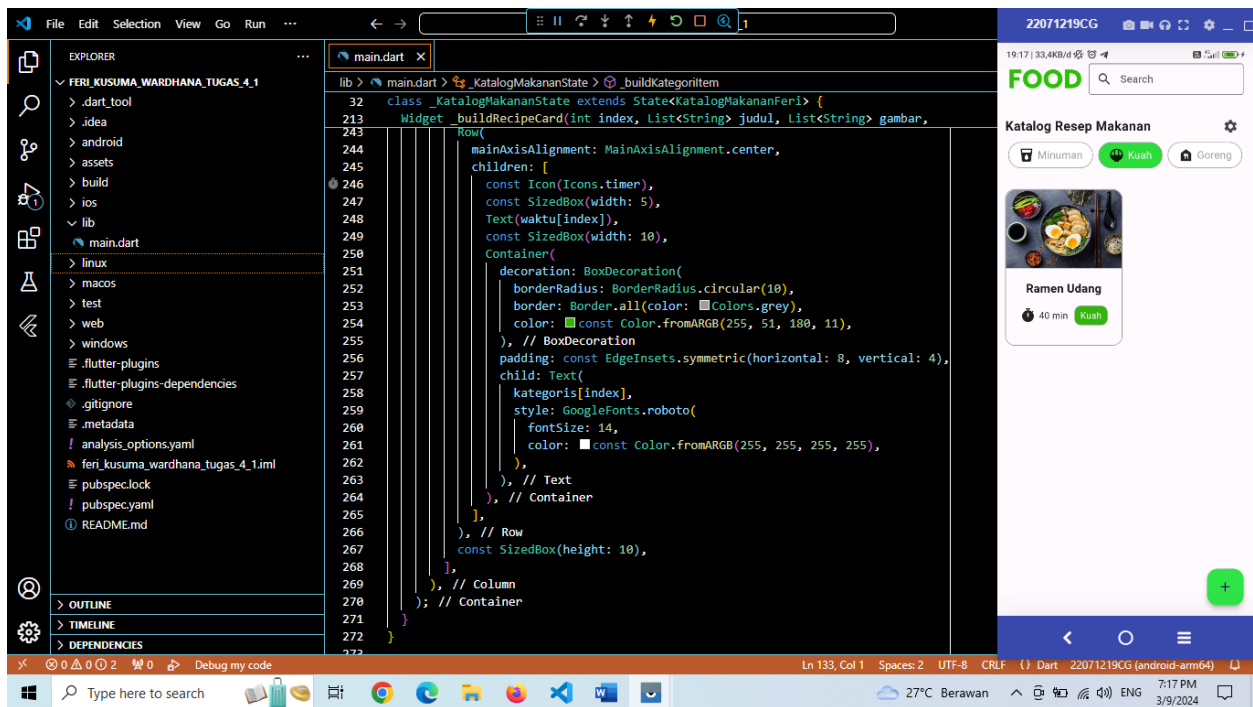 File Edit Selection View Go Run ···
_1
22071219CG
EXPLORER
FERI_KUSUMA_WARDHANA_TUGAS_4_1
.dart_tool
.idea
android
assets
build
ios
lib
main.dart
linux
macos
test
web
windows
.flutter-plugins
.flutter-plugins-dependencies
.gitignore
.metadata
analysis_options.yaml
feri_kusuma_wardhana_tugas_4_1.iml
pubspec.lock
pubspec.yaml
README.md
OUTLINE
TIMELINE
DEPENDENCIES
main.dart
lib > main.dart > _KatalogMakananState > _buildKategoriItem
32 class _KatalogMakananState extends State<KatalogMakananFeri> {
213 Widget _buildRecipeCard(int index, List<String> judul, List<String> gambar,
243 Row(
244 mainAxisAlignment: MainAxisAlignment.center,
245 children: [
246 const Icon(Icons.timer),
247 const SizedBox(width: 5),
248 Text(waktu[index]),
249 const SizedBox(width: 10),
250 Container(
251 decoration: BoxDecoration(
252 borderRadius: BorderRadius.circular(10),
253 border: Border.all(color: Colors.grey),
254 color: const Color.fromARGB(255, 51, 180, 11),
255 ), // BoxDecoration
256 padding: const EdgeInsets.symmetric(horizontal: 8, vertical: 4),
257 child: Text(
258 kategoris[index],
259 style: GoogleFonts.roboto(
260 fontSize: 14,
261 color: const Color.fromARGB(255, 255, 255, 255),
262 ),
263 ), // Text
264 ), // Container
265 ],
266 ), // Row
267 const SizedBox(height: 10),
268 ],
269 ), // Column
270 ); // Container
271 }
272 }
273
19:17 | 33,4KB/d
FOOD
Search
Katalog Resep Makanan
Minuman
Kuah
Goreng
Ramen Udang
40 min Kuah
+
0 0 2 0 Debug my code
Ln 133, Col 1 Spaces: 2 UTF-8 CRLF {} Dart 22071219CG (android-arm64)
Type here to search
27°C Berawan
ENG
7:17 PM
3/9/2024